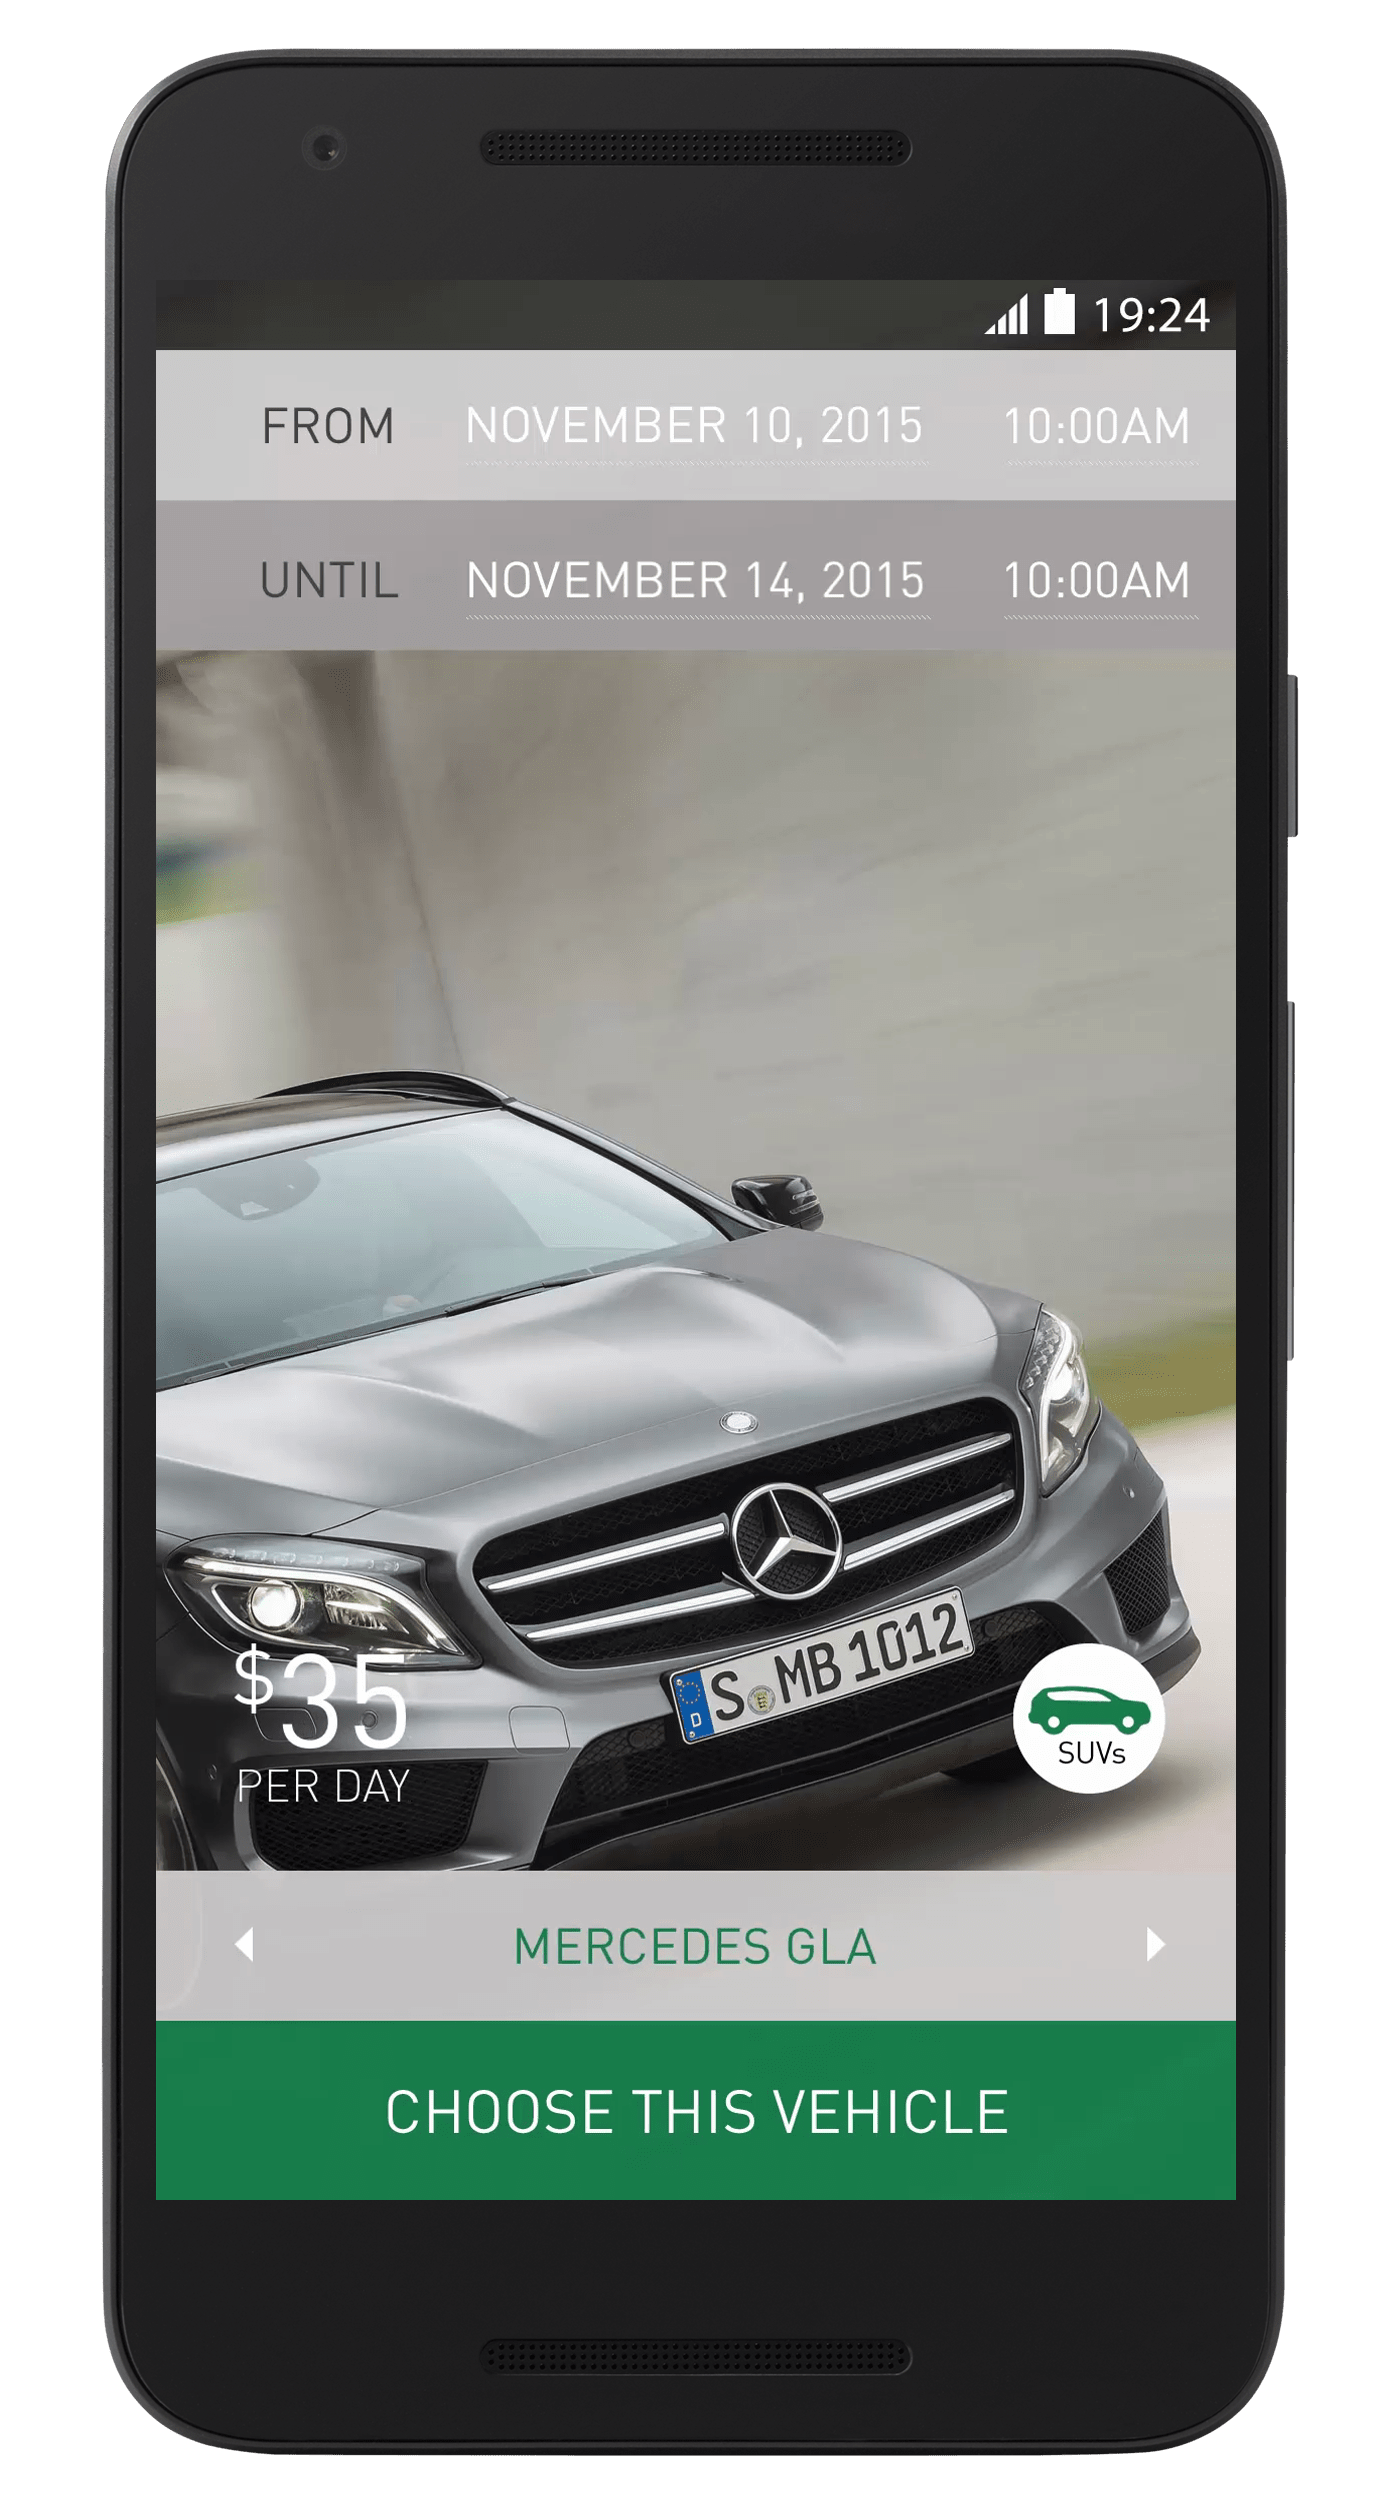 19:24
FROM NOVEMBER 10, 2015 10:00AM
UNTIL NOVEMBER 14, 2015 10:00AM
S MB 1012
D
$35
PER DAY
SUVs
MERCEDES GLA
CHOOSE THIS VEHICLE